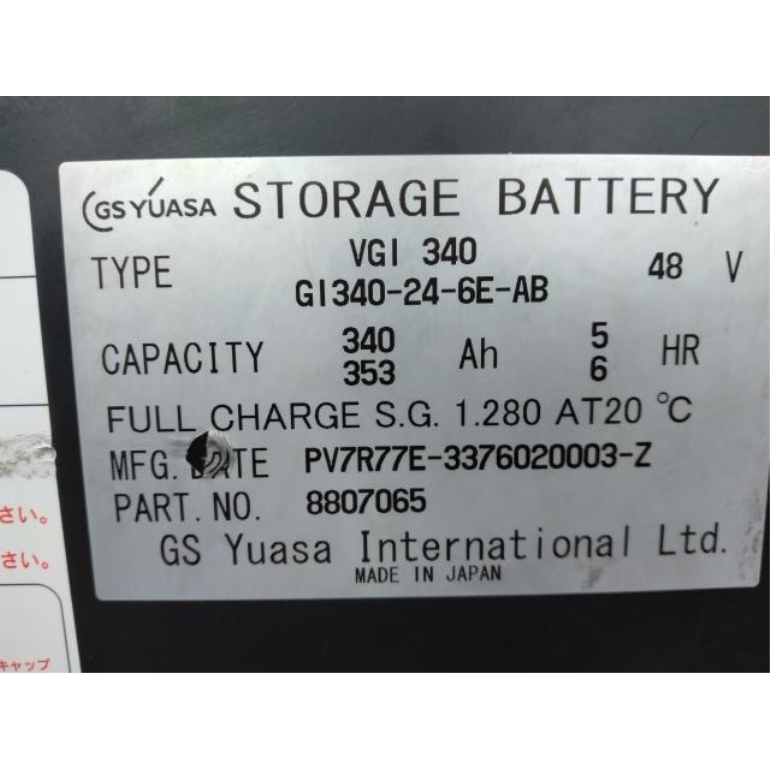 GS YUASA STORAGE BATTERY
TYPE VGI 340 48 V
GI340-24-6E-AB
CAPACITY 340 Ah 5 HR
353 6
FULL CHARGE S.G. 1.280 AT20 ℃
MFG. DATE PV7R77E-3376020003-Z
PART. NO. 8807065
GS Yuasa International Ltd.
MADE IN JAPAN
さい。
さい。
キャップ